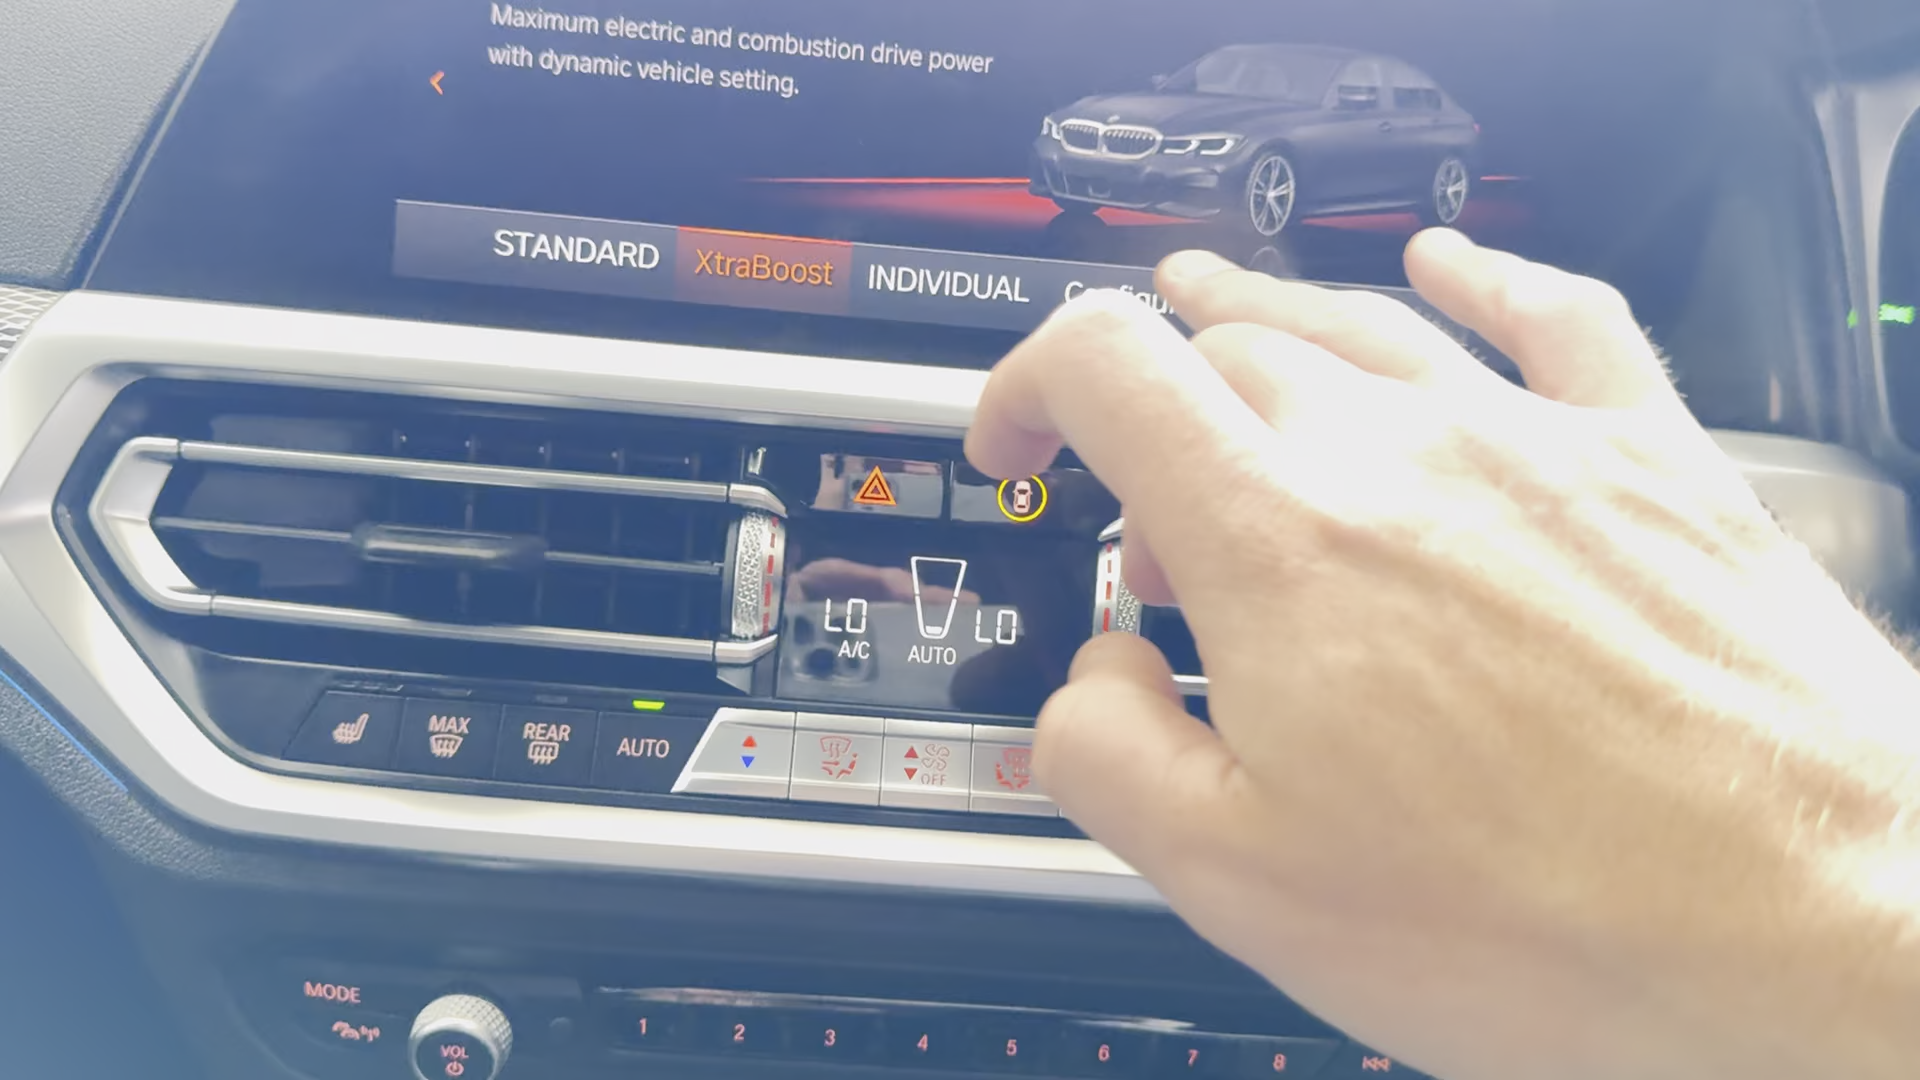 Maximum electric and combustion drive power
with dynamic vehicle setting.
STANDARD XtraBoost INDIVIDUAL
LO LO
A/C AUTO
MAX REAR AUTO
OFF
MODE
VOL
1 2 3 4 5 6 7 8